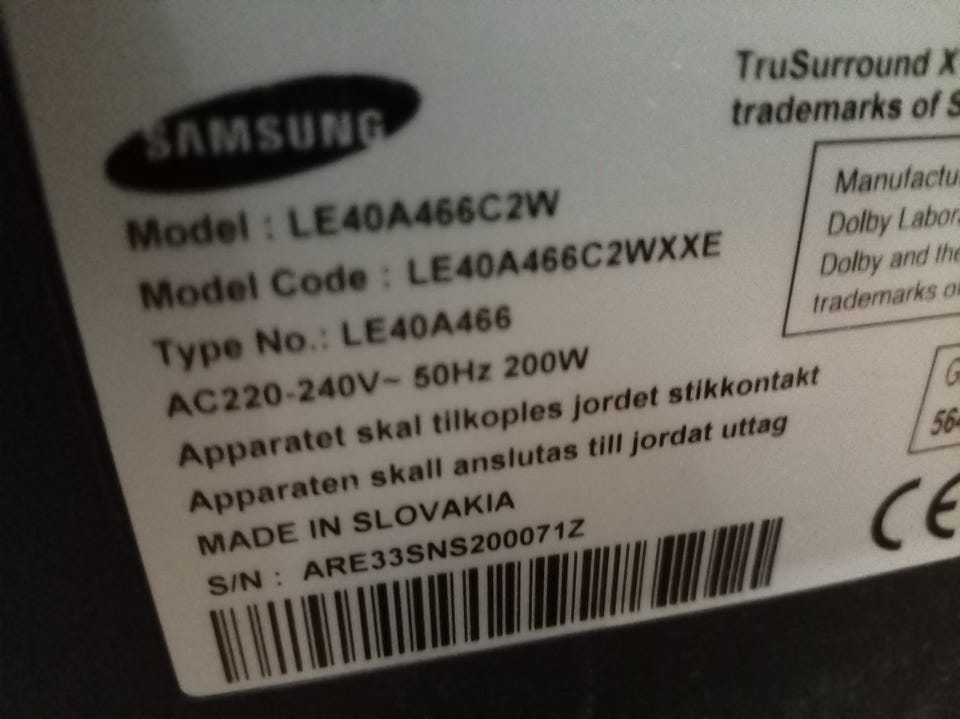 SAMSUNG
Model : LE40A466C2W
Model Code : LE40A466C2WXXE
Type No.: LE40A466
AC220-240V~ 50Hz 200W
Apparatet skal tilkoples jordet stikkontakt
Apparaten skall anslutas till jordat uttag
MADE IN SLOVAKIA
S/N : ARE33SNS200071Z
TruSurround X
trademarks of S
Manufactu
Dolby Labor
Dolby and the
trademarks o
G
564
CE